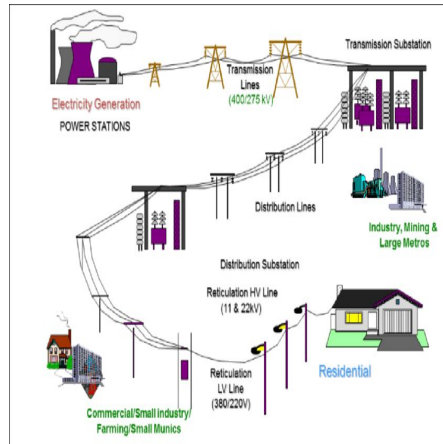 Transmission Substation
Transmission
Lines
(400/275 kV)
Electricity Generation
POWER STATIONS
Distribution Lines
Industry, Mining &
Large Metros
Distribution Substation
Reticulation HV Line
(11 & 22kV)
Residential
Reticulation
LV Line
(380/220V)
Commercial/Small industry/
Farming/Small Munics